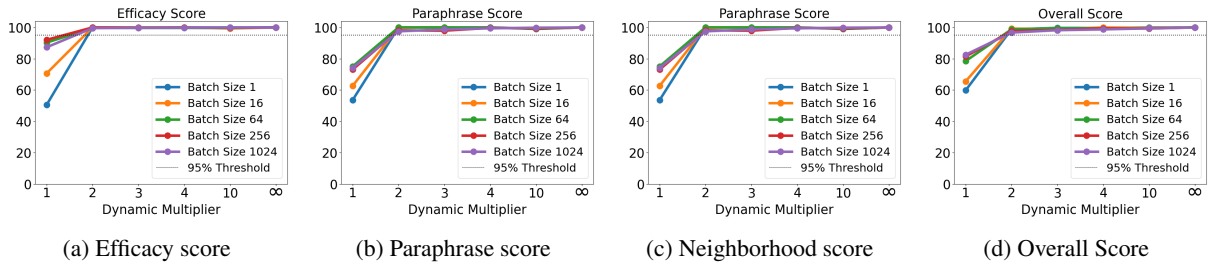 Efficacy Score
100
80
60
40
20
0
Batch Size 1
Batch Size 16
Batch Size 64
Batch Size 256
Batch Size 1024
95% Threshold
1 2 3 4 10 ∞
Dynamic Multiplier
(a) Efficacy score
Paraphrase Score
100
80
60
40
20
0
Batch Size 1
Batch Size 16
Batch Size 64
Batch Size 256
Batch Size 1024
95% Threshold
1 2 3 4 10 ∞
Dynamic Multiplier
(b) Paraphrase score
Paraphrase Score
100
80
60
40
20
0
Batch Size 1
Batch Size 16
Batch Size 64
Batch Size 256
Batch Size 1024
95% Threshold
1 2 3 4 10 ∞
Dynamic Multiplier
(c) Neighborhood score
Overall Score
100
80
60
40
20
0
Batch Size 1
Batch Size 16
Batch Size 64
Batch Size 256
Batch Size 1024
95% Threshold
1 2 3 4 10 ∞
Dynamic Multiplier
(d) Overall Score